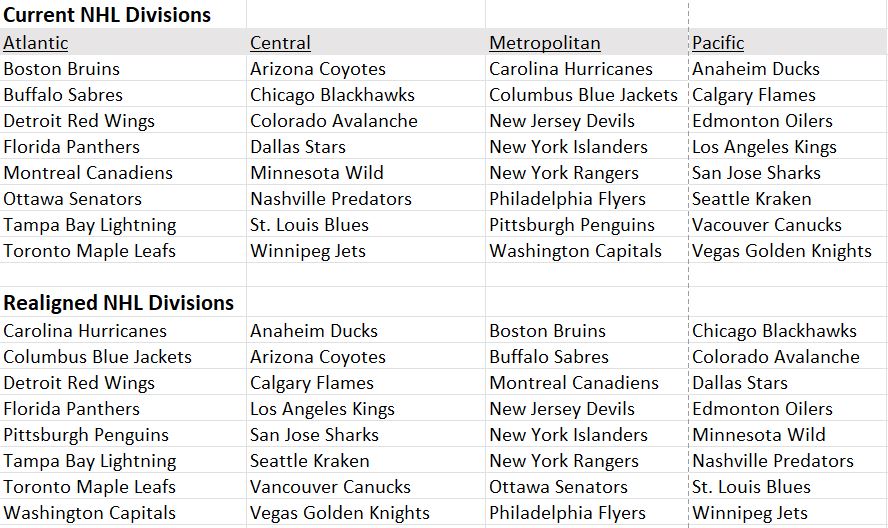 Current NHL Divisions
Atlantic Central Metropolitan Pacific
Boston Bruins Arizona Coyotes Carolina Hurricanes Anaheim Ducks
Buffalo Sabres Chicago Blackhawks Columbus Blue Jackets Calgary Flames
Detroit Red Wings Colorado Avalanche New Jersey Devils Edmonton Oilers
Florida Panthers Dallas Stars New York Islanders Los Angeles Kings
Montreal Canadiens Minnesota Wild New York Rangers San Jose Sharks
Ottawa Senators Nashville Predators Philadelphia Flyers Seattle Kraken
Tampa Bay Lightning St. Louis Blues Pittsburgh Penguins Vacouver Canucks
Toronto Maple Leafs Winnipeg Jets Washington Capitals Vegas Golden Knights
Realigned NHL Divisions
Carolina Hurricanes Anaheim Ducks Boston Bruins Chicago Blackhawks
Columbus Blue Jackets Arizona Coyotes Buffalo Sabres Colorado Avalanche
Detroit Red Wings Calgary Flames Montreal Canadiens Dallas Stars
Florida Panthers Los Angeles Kings New Jersey Devils Edmonton Oilers
Pittsburgh Penguins San Jose Sharks New York Islanders Minnesota Wild
Tampa Bay Lightning Seattle Kraken New York Rangers Nashville Predators
Toronto Maple Leafs Vancouver Canucks Ottawa Senators St. Louis Blues
Washington Capitals Vegas Golden Knights Philadelphia Flyers Winnipeg Jets